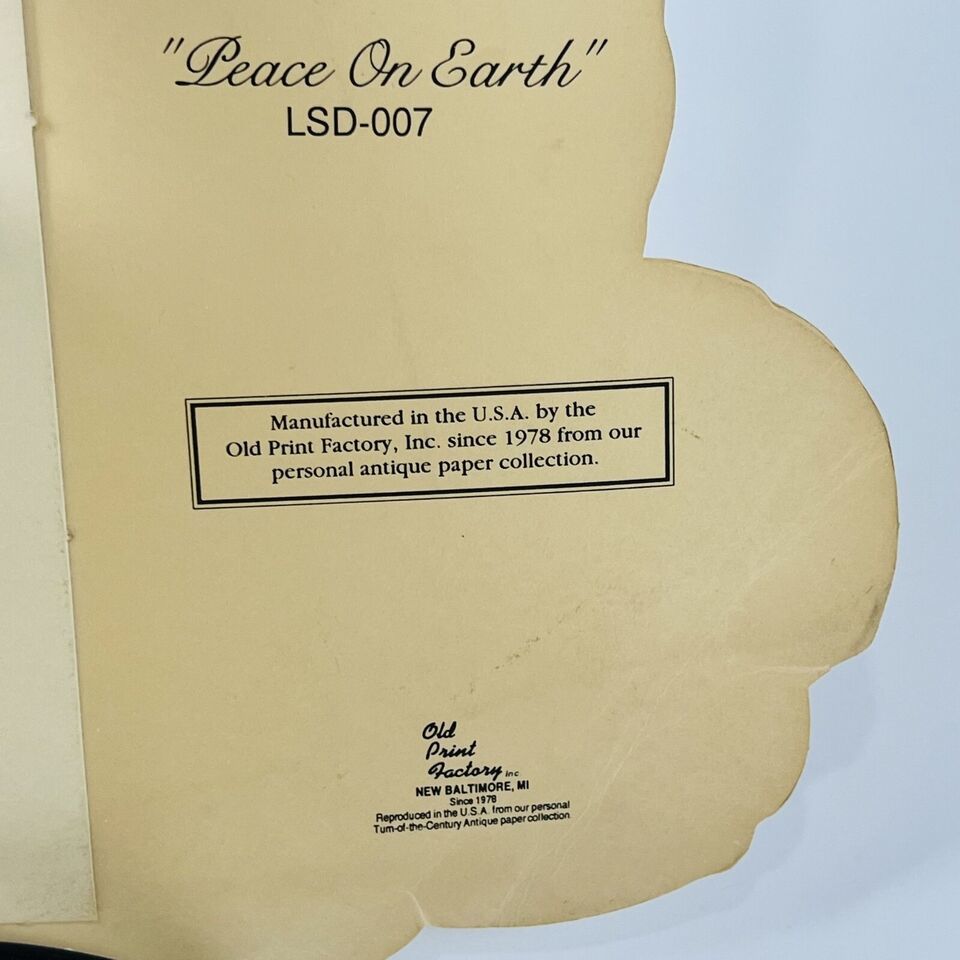 "Peace On Earth"
LSD-007
Manufactured in the U.S.A. by the
Old Print Factory, Inc. since 1978 from our
personal antique paper collection.
Old
Print
Factory inc
NEW BALTIMORE, MI
Since 1978
Reproduced in the U.S.A. from our personal
Turn-of-the-Century Antique paper collection.